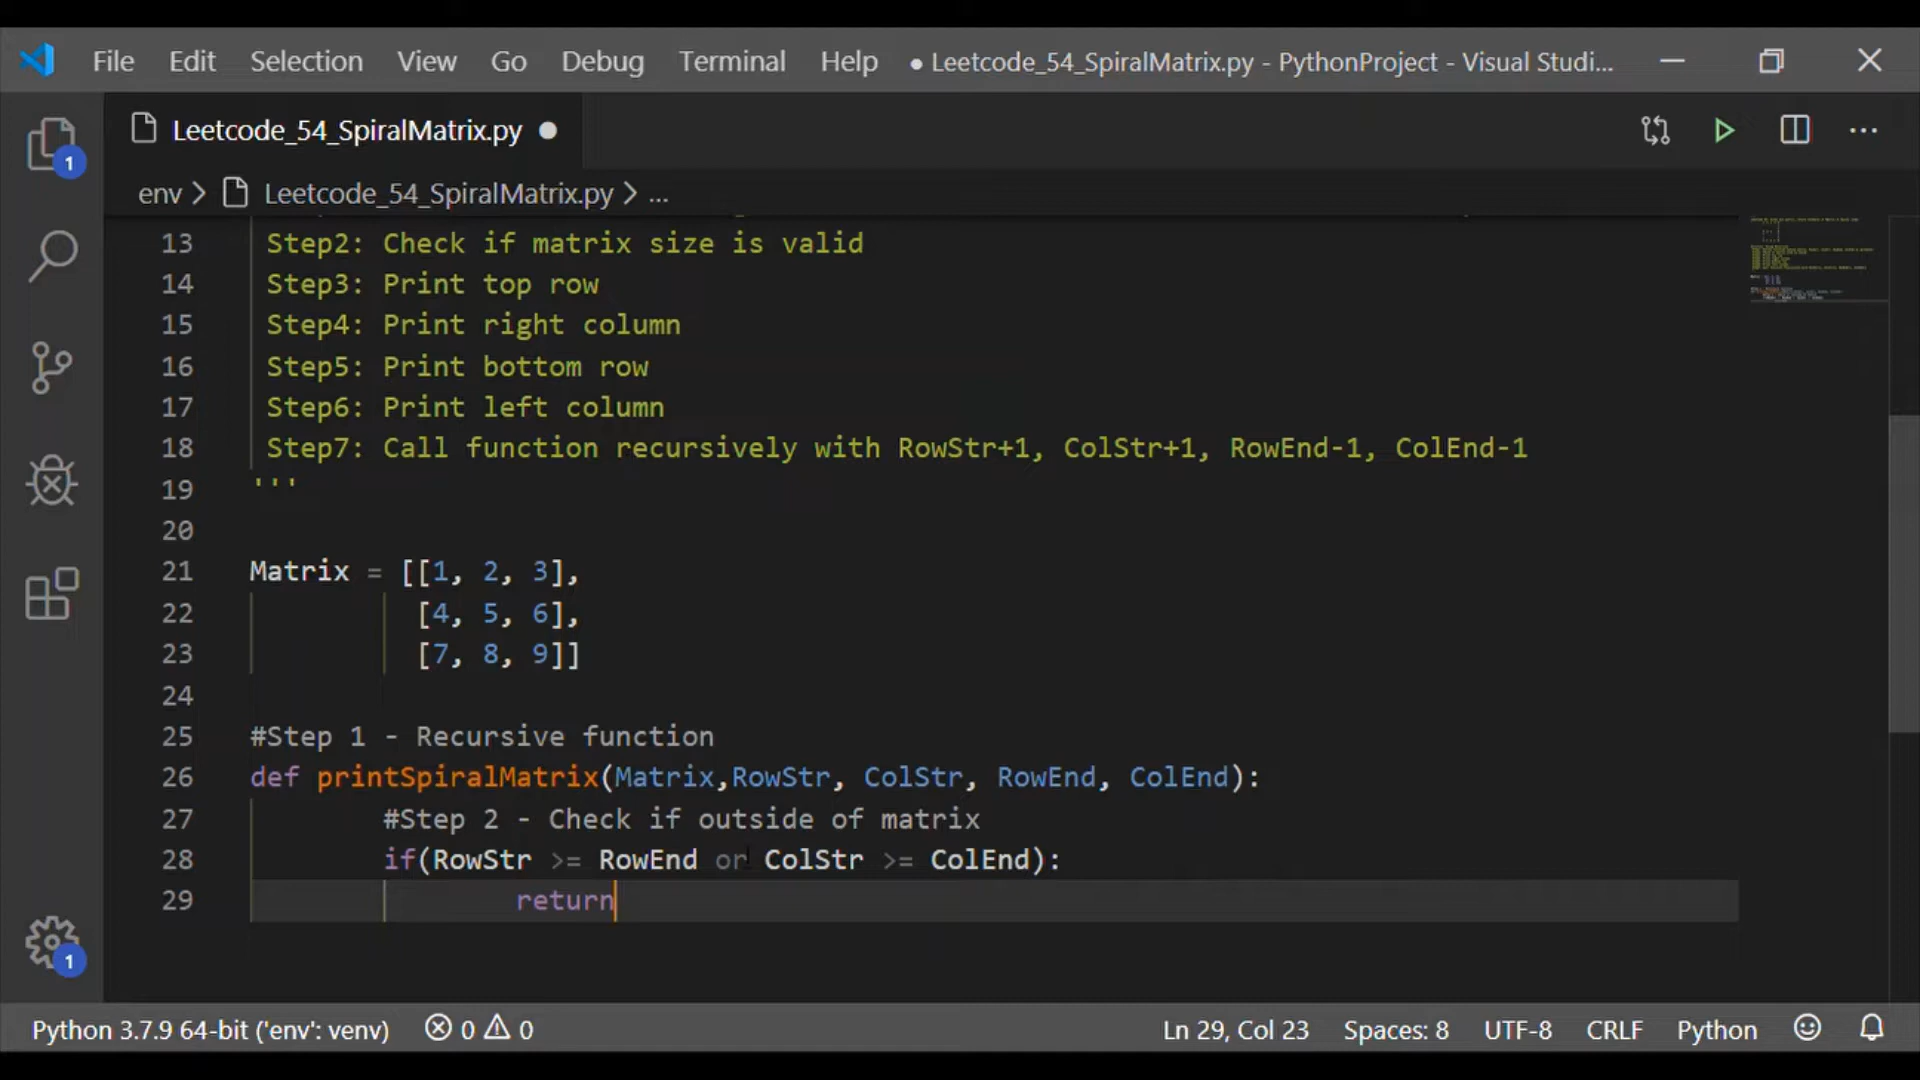 File Edit Selection View Go Debug Terminal Help ● Leetcode_54_SpiralMatrix.py - PythonProject - Visual Studi...
Leetcode_54_SpiralMatrix.py ●
env > Leetcode_54_SpiralMatrix.py > ...
1
13 Step2: Check if matrix size is valid
14 Step3: Print top row
15 Step4: Print right column
16 Step5: Print bottom row
17 Step6: Print left column
18 Step7: Call function recursively with RowStr+1, ColStr+1, RowEnd-1, ColEnd-1
19 '''
20
21 Matrix = [[1, 2, 3],
22 [4, 5, 6],
23 [7, 8, 9]]
24
25 #Step 1 - Recursive function
26 def printSpiralMatrix(Matrix,RowStr, ColStr, RowEnd, ColEnd):
27 #Step 2 - Check if outside of matrix
28 if(RowStr >= RowEnd or ColStr >= ColEnd):
29 return
1
Python 3.7.9 64-bit ('env': venv) 0 0 Ln 29, Col 23 Spaces: 8 UTF-8 CRLF Python